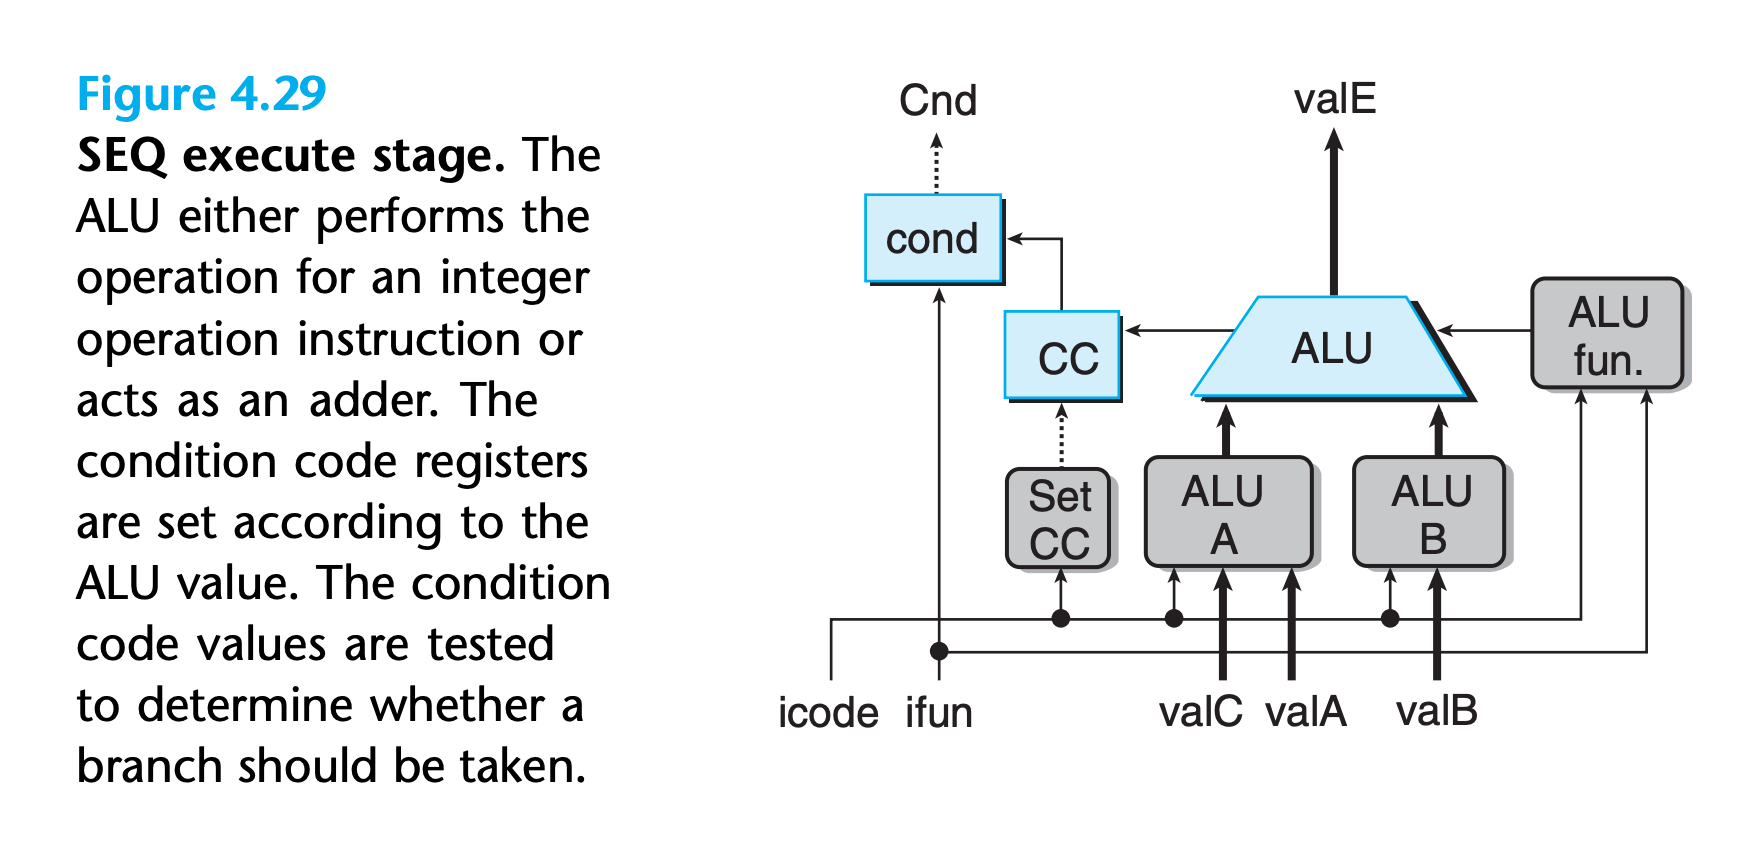 Figure 4.29
SEQ execute stage. The
ALU either performs the
operation for an integer
operation instruction or
acts as an adder. The
condition code registers
are set according to the
ALU value. The condition
code values are tested
to determine whether a
branch should be taken.
Cnd
valE
cond
CC
ALU
ALU
fun.
Set
CC
ALU
A
ALU
B
icode
ifun
valC
valA
valB